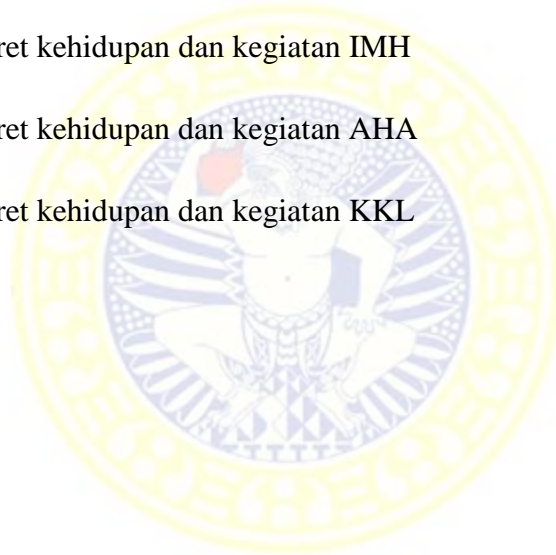 ret kehidupan dan kegiatan IMH
ret kehidupan dan kegiatan AHA
ret kehidupan dan kegiatan KKL